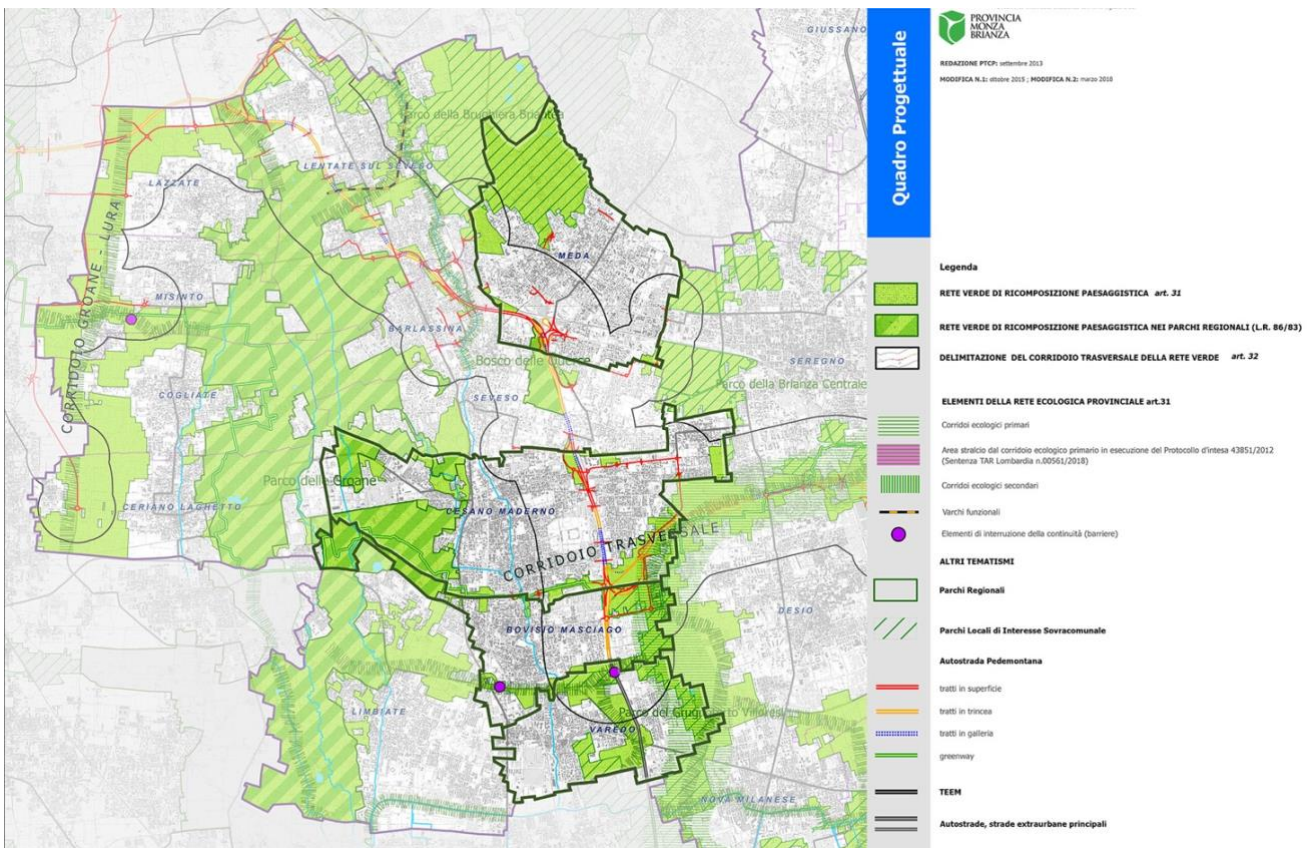 GIUSSANO
Parco della Brughiera Briantea
LENTATE SUL SEVESO
LAZZATE
CORRIDOIO GROANE - LURA
MEDA
MISINTO
BARLASSINA
Bosco delle Querce
SEREGNO
Parco della Brianza Centrale
COGLIATE
SEVESO
Parco delle Groane
CERIANO LAGHETTO
CESANO MADERNO
CORRIDOIO TRASVERSALE
DESIO
BOVISIO MASCIAGO
LIMBIATE
Parco del Grugnotorto Villoresi
VAREDO
NOVA MILANESE
Quadro Progettuale
PROVINCIA
MONZA
BRIANZA
REDAZIONE PTCP: settembre 2013
MODIFICA N.1: ottobre 2015 ; MODIFICA N.2: marzo 2018
Legenda
RETE VERDE DI RICOMPOSIZIONE PAESAGGISTICA art. 31
RETE VERDE DI RICOMPOSIZIONE PAESAGGISTICA NEI PARCHI REGIONALI (L.R. 86/83)
DELIMITAZIONE DEL CORRIDOIO TRASVERSALE DELLA RETE VERDE art. 32
ELEMENTI DELLA RETE ECOLOGICA PROVINCIALE art.31
Corridoi ecologici primari
Area stralcio dal corridoio ecologico primario in esecuzione del Protocollo d'intesa 43851/2012
(Sentenza TAR Lombardia n.00561/2018)
Corridoi ecologici secondari
Varchi funzionali
Elementi di interruzione della continuità (barriere)
ALTRI TEMATISMI
Parchi Regionali
Parchi Locali di Interesse Sovracomunale
Autostrada Pedemontana
tratti in superficie
tratti in trincea
tratti in galleria
greenway
TEEM
Autostrade, strade extraurbane principali